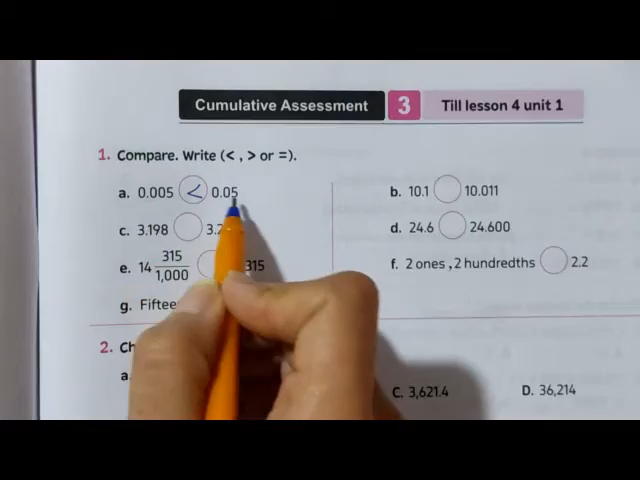 Cumulative Assessment 3 Till lesson 4 unit 1
1. Compare. Write (< , > or =).
a. 0.005 < 0.05 b. 10.1 10.011
c. 3.198 d. 24.6 24.600
e. 14 315/1,000 315 f. 2 ones , 2 hundredths 2.2
g.
2.
a.
C. 3,621.4 D. 36,214